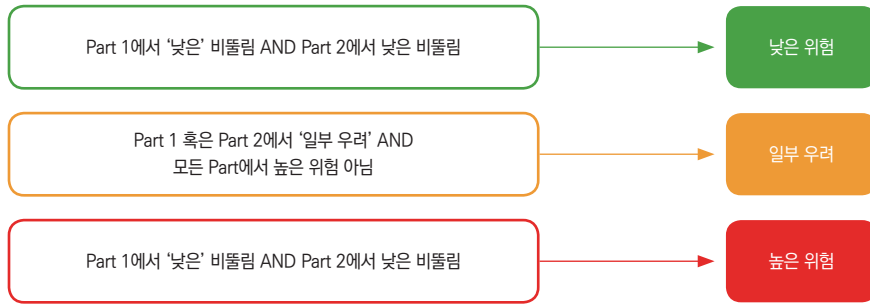 Part 1에서 ‘낮은’ 비뚤림 AND Part 2에서 낮은 비뚤림
낮은 위험
Part 1 혹은 Part 2에서 ‘일부 우려’ AND
모든 Part에서 높은 위험 아님
일부 우려
Part 1에서 ‘낮은’ 비뚤림 AND Part 2에서 낮은 비뚤림
높은 위험